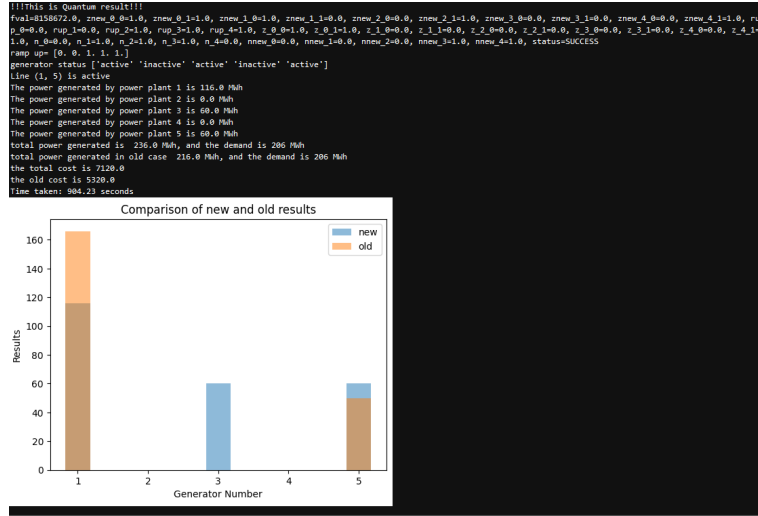 !!!This is Quantum result!!!
fval=8158672.0, znew_0_0=1.0, znew_0_1=1.0, znew_1_0=1.0, znew_1_1=0.0, znew_2_0=0.0, znew_2_1=1.0, znew_3_0=0.0, znew_3_1=0.0, znew_4_0=0.0, znew_4_1=1.0, ru
p_0=0.0, rup_1=0.0, rup_2=1.0, rup_3=1.0, rup_4=1.0, z_0_0=1.0, z_0_1=1.0, z_1_0=0.0, z_1_1=0.0, z_2_0=0.0, z_2_1=0.0, z_3_0=0.0, z_3_1=0.0, z_4_0=0.0, z_4_1=
1.0, n_0=0.0, n_1=1.0, n_2=1.0, n_3=1.0, n_4=0.0, nnew_0=0.0, nnew_1=0.0, nnew_2=0.0, nnew_3=1.0, nnew_4=1.0, status=SUCCESS
ramp up= [0. 0. 1. 1. 1.]
generator status ['active' 'inactive' 'active' 'inactive' 'active']
Line (1, 5) is active
The power generated by power plant 1 is 116.0 MWh
The power generated by power plant 2 is 0.0 MWh
The power generated by power plant 3 is 60.0 MWh
The power generated by power plant 4 is 0.0 MWh
The power generated by power plant 5 is 60.0 MWh
total power generated is  236.0 MWh, and the demand is 206 MWh
total power generated in old case  216.0 MWh, and the demand is 206 MWh
the total cost is 7120.0
the old cost is 5320.0
Time taken: 904.23 seconds
Comparison of new and old results
new
old
160
140
120
100
80
60
40
20
0
Results
1 2 3 4 5
Generator Number